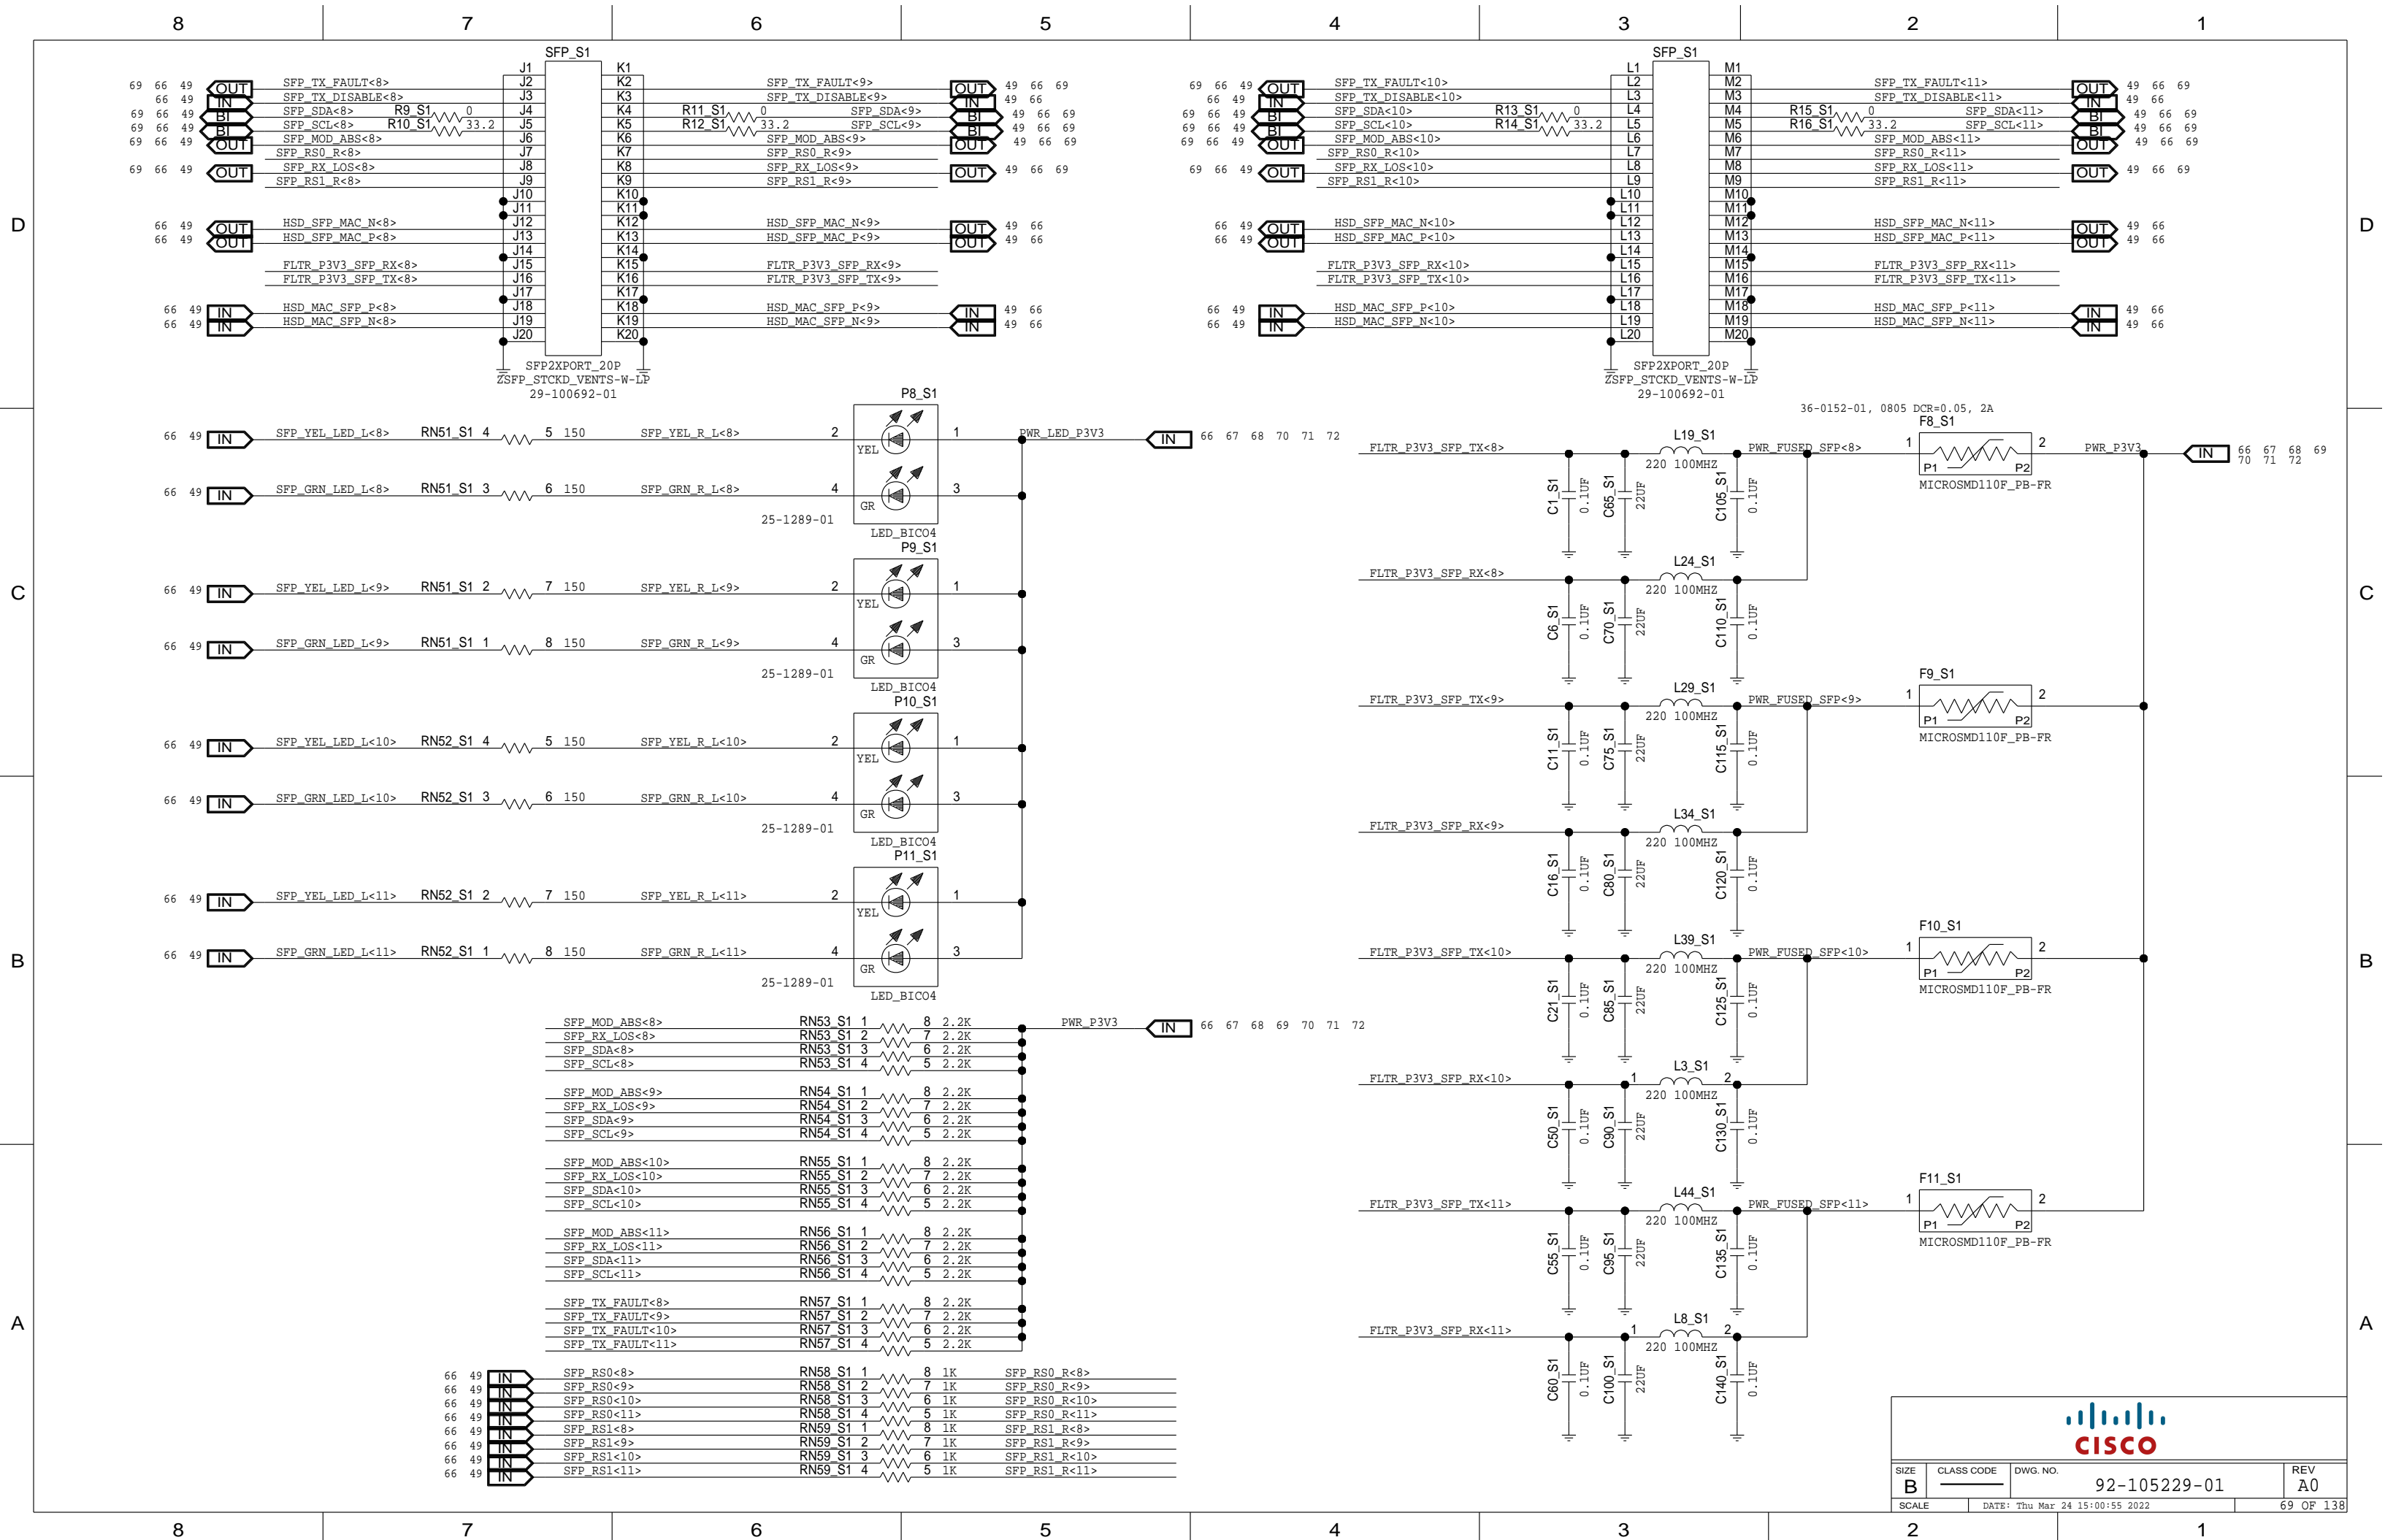 8 7 6 5 4 3 2 1
SFP_S1
69 66 49 OUT SFP_TX_FAULT<8> J1 K1
J2 K2 SFP_TX_FAULT<9> OUT 49 66 69
66 49 IN SFP_TX_DISABLE<8> J3 K3 SFP_TX_DISABLE<9> IN 49 66
69 66 49 BI SFP_SDA<8> R9_S1 0 J4 K4 R11_S1 0 SFP_SDA<9> BI 49 66 69
69 66 49 BI SFP_SCL<8> R10_S1 33.2 J5 K5 R12_S1 33.2 SFP_SCL<9> BI 49 66 69
69 66 49 OUT SFP_MOD_ABS<8> J6 K6 SFP_MOD_ABS<9> OUT 49 66 69
SFP_RS0_R<8> J7 K7 SFP_RS0_R<9>
69 66 49 OUT SFP_RX_LOS<8> J8 K8 SFP_RX_LOS<9> OUT 49 66 69
SFP_RS1_R<8> J9 K9 SFP_RS1_R<9>
J10 K10
J11 K11
66 49 OUT HSD_SFP_MAC_N<8> J12 K12 HSD_SFP_MAC_N<9> OUT 49 66
66 49 OUT HSD_SFP_MAC_P<8> J13 K13 HSD_SFP_MAC_P<9> OUT 49 66
J14 K14
FLTR_P3V3_SFP_RX<8> J15 K15 FLTR_P3V3_SFP_RX<9>
FLTR_P3V3_SFP_TX<8> J16 K16 FLTR_P3V3_SFP_TX<9>
J17 K17
66 49 IN HSD_MAC_SFP_P<8> J18 K18 HSD_MAC_SFP_P<9> IN 49 66
66 49 IN HSD_MAC_SFP_N<8> J19 K19 HSD_MAC_SFP_N<9> IN 49 66
J20 K20
SFP2XPORT_20P
ZSFP_STCKD_VENTS-W-LP
29-100692-01
SFP_S1
L1 M1
69 66 49 OUT SFP_TX_FAULT<10> L2 M2 SFP_TX_FAULT<11> OUT 49 66 69
66 49 IN SFP_TX_DISABLE<10> L3 M3 SFP_TX_DISABLE<11> IN 49 66
69 66 49 BI SFP_SDA<10> R13_S1 0 L4 M4 R15_S1 0 SFP_SDA<11> BI 49 66 69
69 66 49 BI SFP_SCL<10> R14_S1 33.2 L5 M5 R16_S1 33.2 SFP_SCL<11> BI 49 66 69
69 66 49 OUT SFP_MOD_ABS<10> L6 M6 SFP_MOD_ABS<11> OUT 49 66 69
SFP_RS0_R<10> L7 M7 SFP_RS0_R<11>
69 66 49 OUT SFP_RX_LOS<10> L8 M8 SFP_RX_LOS<11> OUT 49 66 69
SFP_RS1_R<10> L9 M9 SFP_RS1_R<11>
L10 M10
L11 M11
66 49 OUT HSD_SFP_MAC_N<10> L12 M12 HSD_SFP_MAC_N<11> OUT 49 66
66 49 OUT HSD_SFP_MAC_P<10> L13 M13 HSD_SFP_MAC_P<11> OUT 49 66
L14 M14
FLTR_P3V3_SFP_RX<10> L15 M15 FLTR_P3V3_SFP_RX<11>
FLTR_P3V3_SFP_TX<10> L16 M16 FLTR_P3V3_SFP_TX<11>
L17 M17
66 49 IN HSD_MAC_SFP_P<10> L18 M18 HSD_MAC_SFP_P<11> IN 49 66
66 49 IN HSD_MAC_SFP_N<10> L19 M19 HSD_MAC_SFP_N<11> IN 49 66
L20 M20
SFP2XPORT_20P
ZSFP_STCKD_VENTS-W-LP
29-100692-01
D D
P8_S1
66 49 IN SFP_YEL_LED_L<8> RN51_S1 4 5 150 SFP_YEL_R_L<8> 2 YEL 1 PWR_LED_P3V3 IN 66 67 68 70 71 72
66 49 IN SFP_GRN_LED_L<8> RN51_S1 3 6 150 SFP_GRN_R_L<8> 4 GR 3
25-1289-01
LED_BICO4
P9_S1
66 49 IN SFP_YEL_LED_L<9> RN51_S1 2 7 150 SFP_YEL_R_L<9> 2 YEL 1
66 49 IN SFP_GRN_LED_L<9> RN51_S1 1 8 150 SFP_GRN_R_L<9> 4 GR 3
25-1289-01
LED_BICO4
P10_S1
66 49 IN SFP_YEL_LED_L<10> RN52_S1 4 5 150 SFP_YEL_R_L<10> 2 YEL 1
66 49 IN SFP_GRN_LED_L<10> RN52_S1 3 6 150 SFP_GRN_R_L<10> 4 GR 3
25-1289-01
LED_BICO4
P11_S1
66 49 IN SFP_YEL_LED_L<11> RN52_S1 2 7 150 SFP_YEL_R_L<11> 2 YEL 1
66 49 IN SFP_GRN_LED_L<11> RN52_S1 1 8 150 SFP_GRN_R_L<11> 4 GR 3
25-1289-01
LED_BICO4
C C
36-0152-01, 0805 DCR=0.05, 2A
F8_S1
FLTR_P3V3_SFP_TX<8> L19_S1 220 100MHZ PWR_FUSED_SFP<8> 1 P1 P2 2 PWR_P3V3 IN 66 67 68 69
70 71 72
MICROSMD110F_PB-FR
C1_S1 0.1UF C65_S1 22UF C105_S1 0.1UF
FLTR_P3V3_SFP_RX<8> L24_S1 220 100MHZ
C6_S1 0.1UF C70_S1 22UF C110_S1 0.1UF
F9_S1
FLTR_P3V3_SFP_TX<9> L29_S1 220 100MHZ PWR_FUSED_SFP<9> 1 P1 P2 2
MICROSMD110F_PB-FR
C11_S1 0.1UF C75_S1 22UF C115_S1 0.1UF
FLTR_P3V3_SFP_RX<9> L34_S1 220 100MHZ
C16_S1 0.1UF C80_S1 22UF C120_S1 0.1UF
F10_S1
FLTR_P3V3_SFP_TX<10> L39_S1 220 100MHZ PWR_FUSED_SFP<10> 1 P1 P2 2
MICROSMD110F_PB-FR
C21_S1 0.1UF C85_S1 22UF C125_S1 0.1UF
FLTR_P3V3_SFP_RX<10> 1 L3_S1 2 220 100MHZ
C50_S1 0.1UF C90_S1 22UF C130_S1 0.1UF
F11_S1
FLTR_P3V3_SFP_TX<11> L44_S1 220 100MHZ PWR_FUSED_SFP<11> 1 P1 P2 2
MICROSMD110F_PB-FR
C55_S1 0.1UF C95_S1 22UF C135_S1 0.1UF
FLTR_P3V3_SFP_RX<11> 1 L8_S1 2 220 100MHZ
C60_S1 0.1UF C100_S1 22UF C140_S1 0.1UF
B B
SFP_MOD_ABS<8> RN53_S1 1 8 2.2K PWR_P3V3 IN 66 67 68 69 70 71 72
SFP_RX_LOS<8> RN53_S1 2 7 2.2K
SFP_SDA<8> RN53_S1 3 6 2.2K
SFP_SCL<8> RN53_S1 4 5 2.2K
SFP_MOD_ABS<9> RN54_S1 1 8 2.2K
SFP_RX_LOS<9> RN54_S1 2 7 2.2K
SFP_SDA<9> RN54_S1 3 6 2.2K
SFP_SCL<9> RN54_S1 4 5 2.2K
SFP_MOD_ABS<10> RN55_S1 1 8 2.2K
SFP_RX_LOS<10> RN55_S1 2 7 2.2K
SFP_SDA<10> RN55_S1 3 6 2.2K
SFP_SCL<10> RN55_S1 4 5 2.2K
SFP_MOD_ABS<11> RN56_S1 1 8 2.2K
SFP_RX_LOS<11> RN56_S1 2 7 2.2K
SFP_SDA<11> RN56_S1 3 6 2.2K
SFP_SCL<11> RN56_S1 4 5 2.2K
SFP_TX_FAULT<8> RN57_S1 1 8 2.2K
SFP_TX_FAULT<9> RN57_S1 2 7 2.2K
SFP_TX_FAULT<10> RN57_S1 3 6 2.2K
SFP_TX_FAULT<11> RN57_S1 4 5 2.2K
A A
66 49 IN SFP_RS0<8> RN58_S1 1 8 1K SFP_RS0_R<8>
66 49 IN SFP_RS0<9> RN58_S1 2 7 1K SFP_RS0_R<9>
66 49 IN SFP_RS0<10> RN58_S1 3 6 1K SFP_RS0_R<10>
66 49 IN SFP_RS0<11> RN58_S1 4 5 1K SFP_RS0_R<11>
66 49 IN SFP_RS1<8> RN59_S1 1 8 1K SFP_RS1_R<8>
66 49 IN SFP_RS1<9> RN59_S1 2 7 1K SFP_RS1_R<9>
66 49 IN SFP_RS1<10> RN59_S1 3 6 1K SFP_RS1_R<10>
66 49 IN SFP_RS1<11> RN59_S1 4 5 1K SFP_RS1_R<11>
CISCO
SIZE B CLASS CODE DWG. NO. 92-105229-01 REV A0
SCALE DATE: Thu Mar 24 15:00:55 2022 69 OF 138
8 7 6 5 4 3 2 1